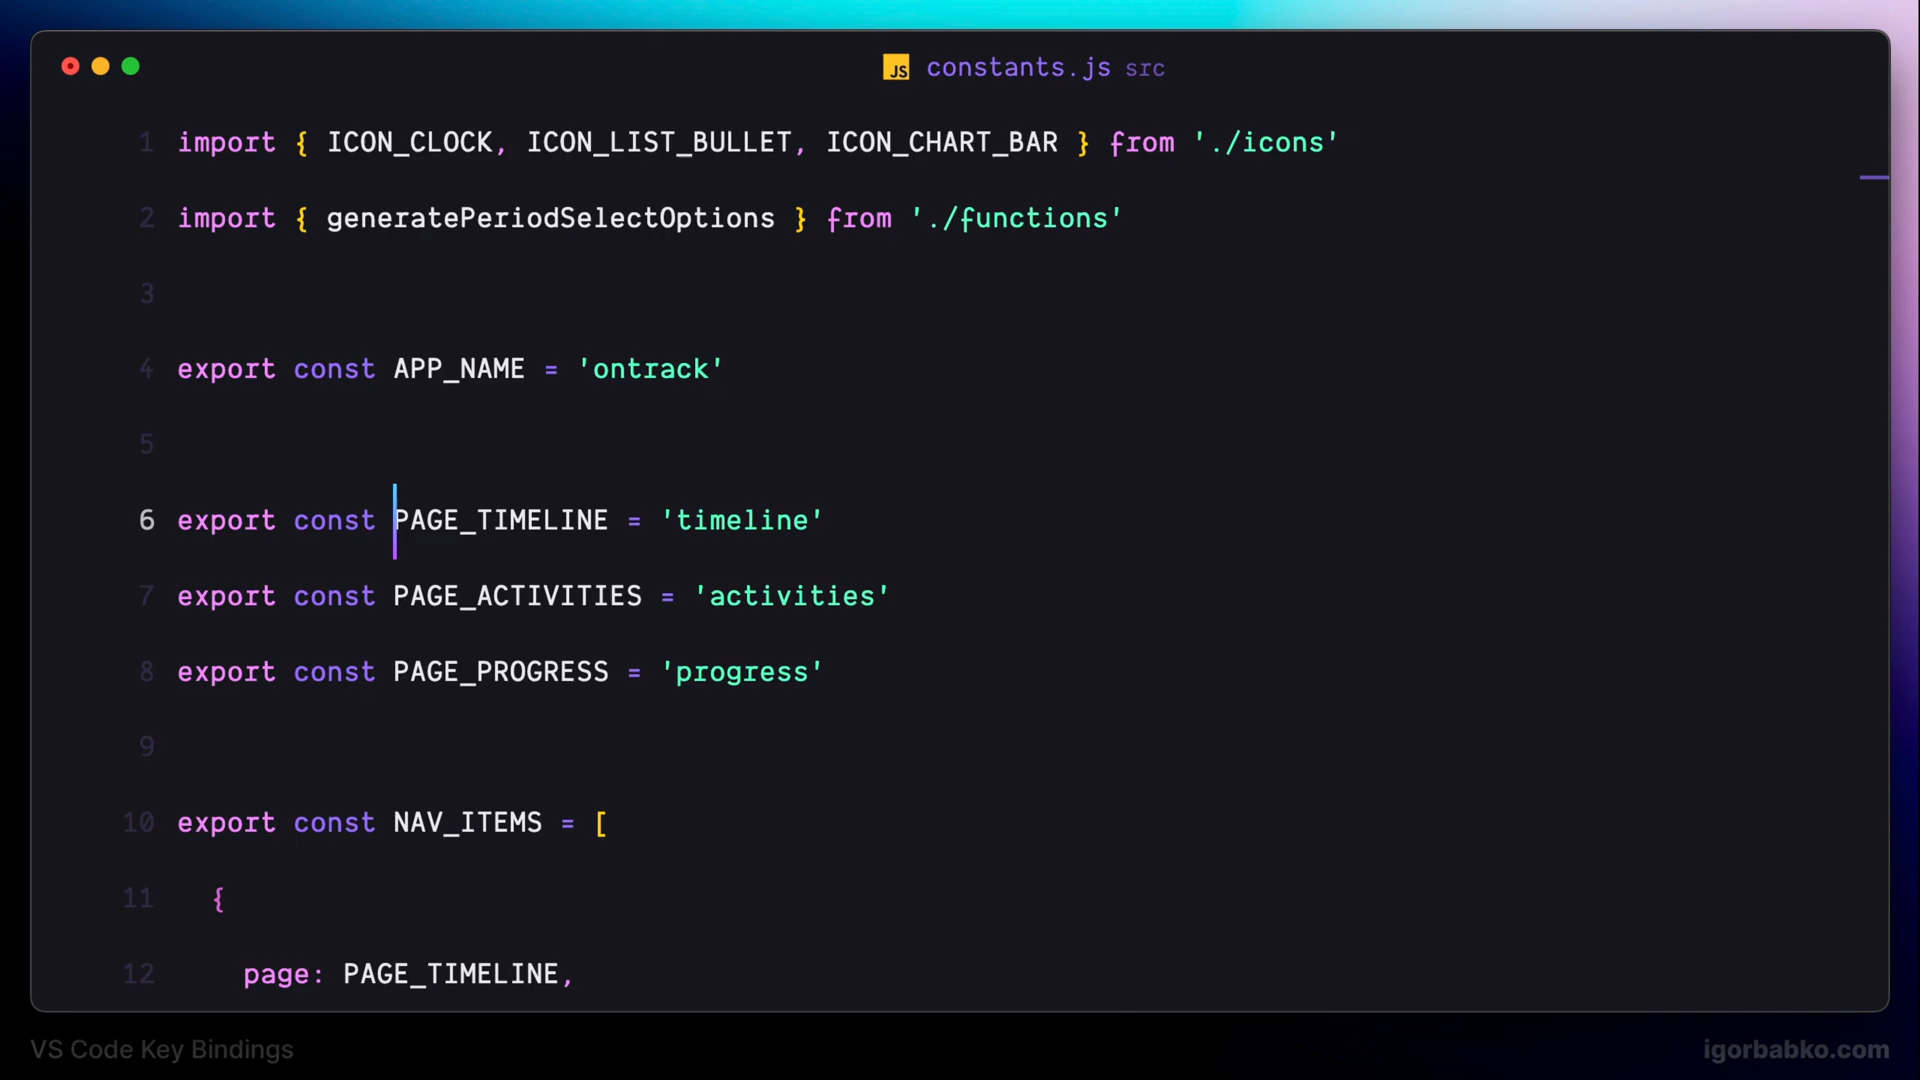 JS constants.js src
1 import { ICON_CLOCK, ICON_LIST_BULLET, ICON_CHART_BAR } from './icons'
2 import { generatePeriodSelectOptions } from './functions'
3
4 export const APP_NAME = 'ontrack'
5
6 export const PAGE_TIMELINE = 'timeline'
7 export const PAGE_ACTIVITIES = 'activities'
8 export const PAGE_PROGRESS = 'progress'
9
10 export const NAV_ITEMS = [
11 {
12 page: PAGE_TIMELINE,
VS Code Key Bindings
igorbabko.com